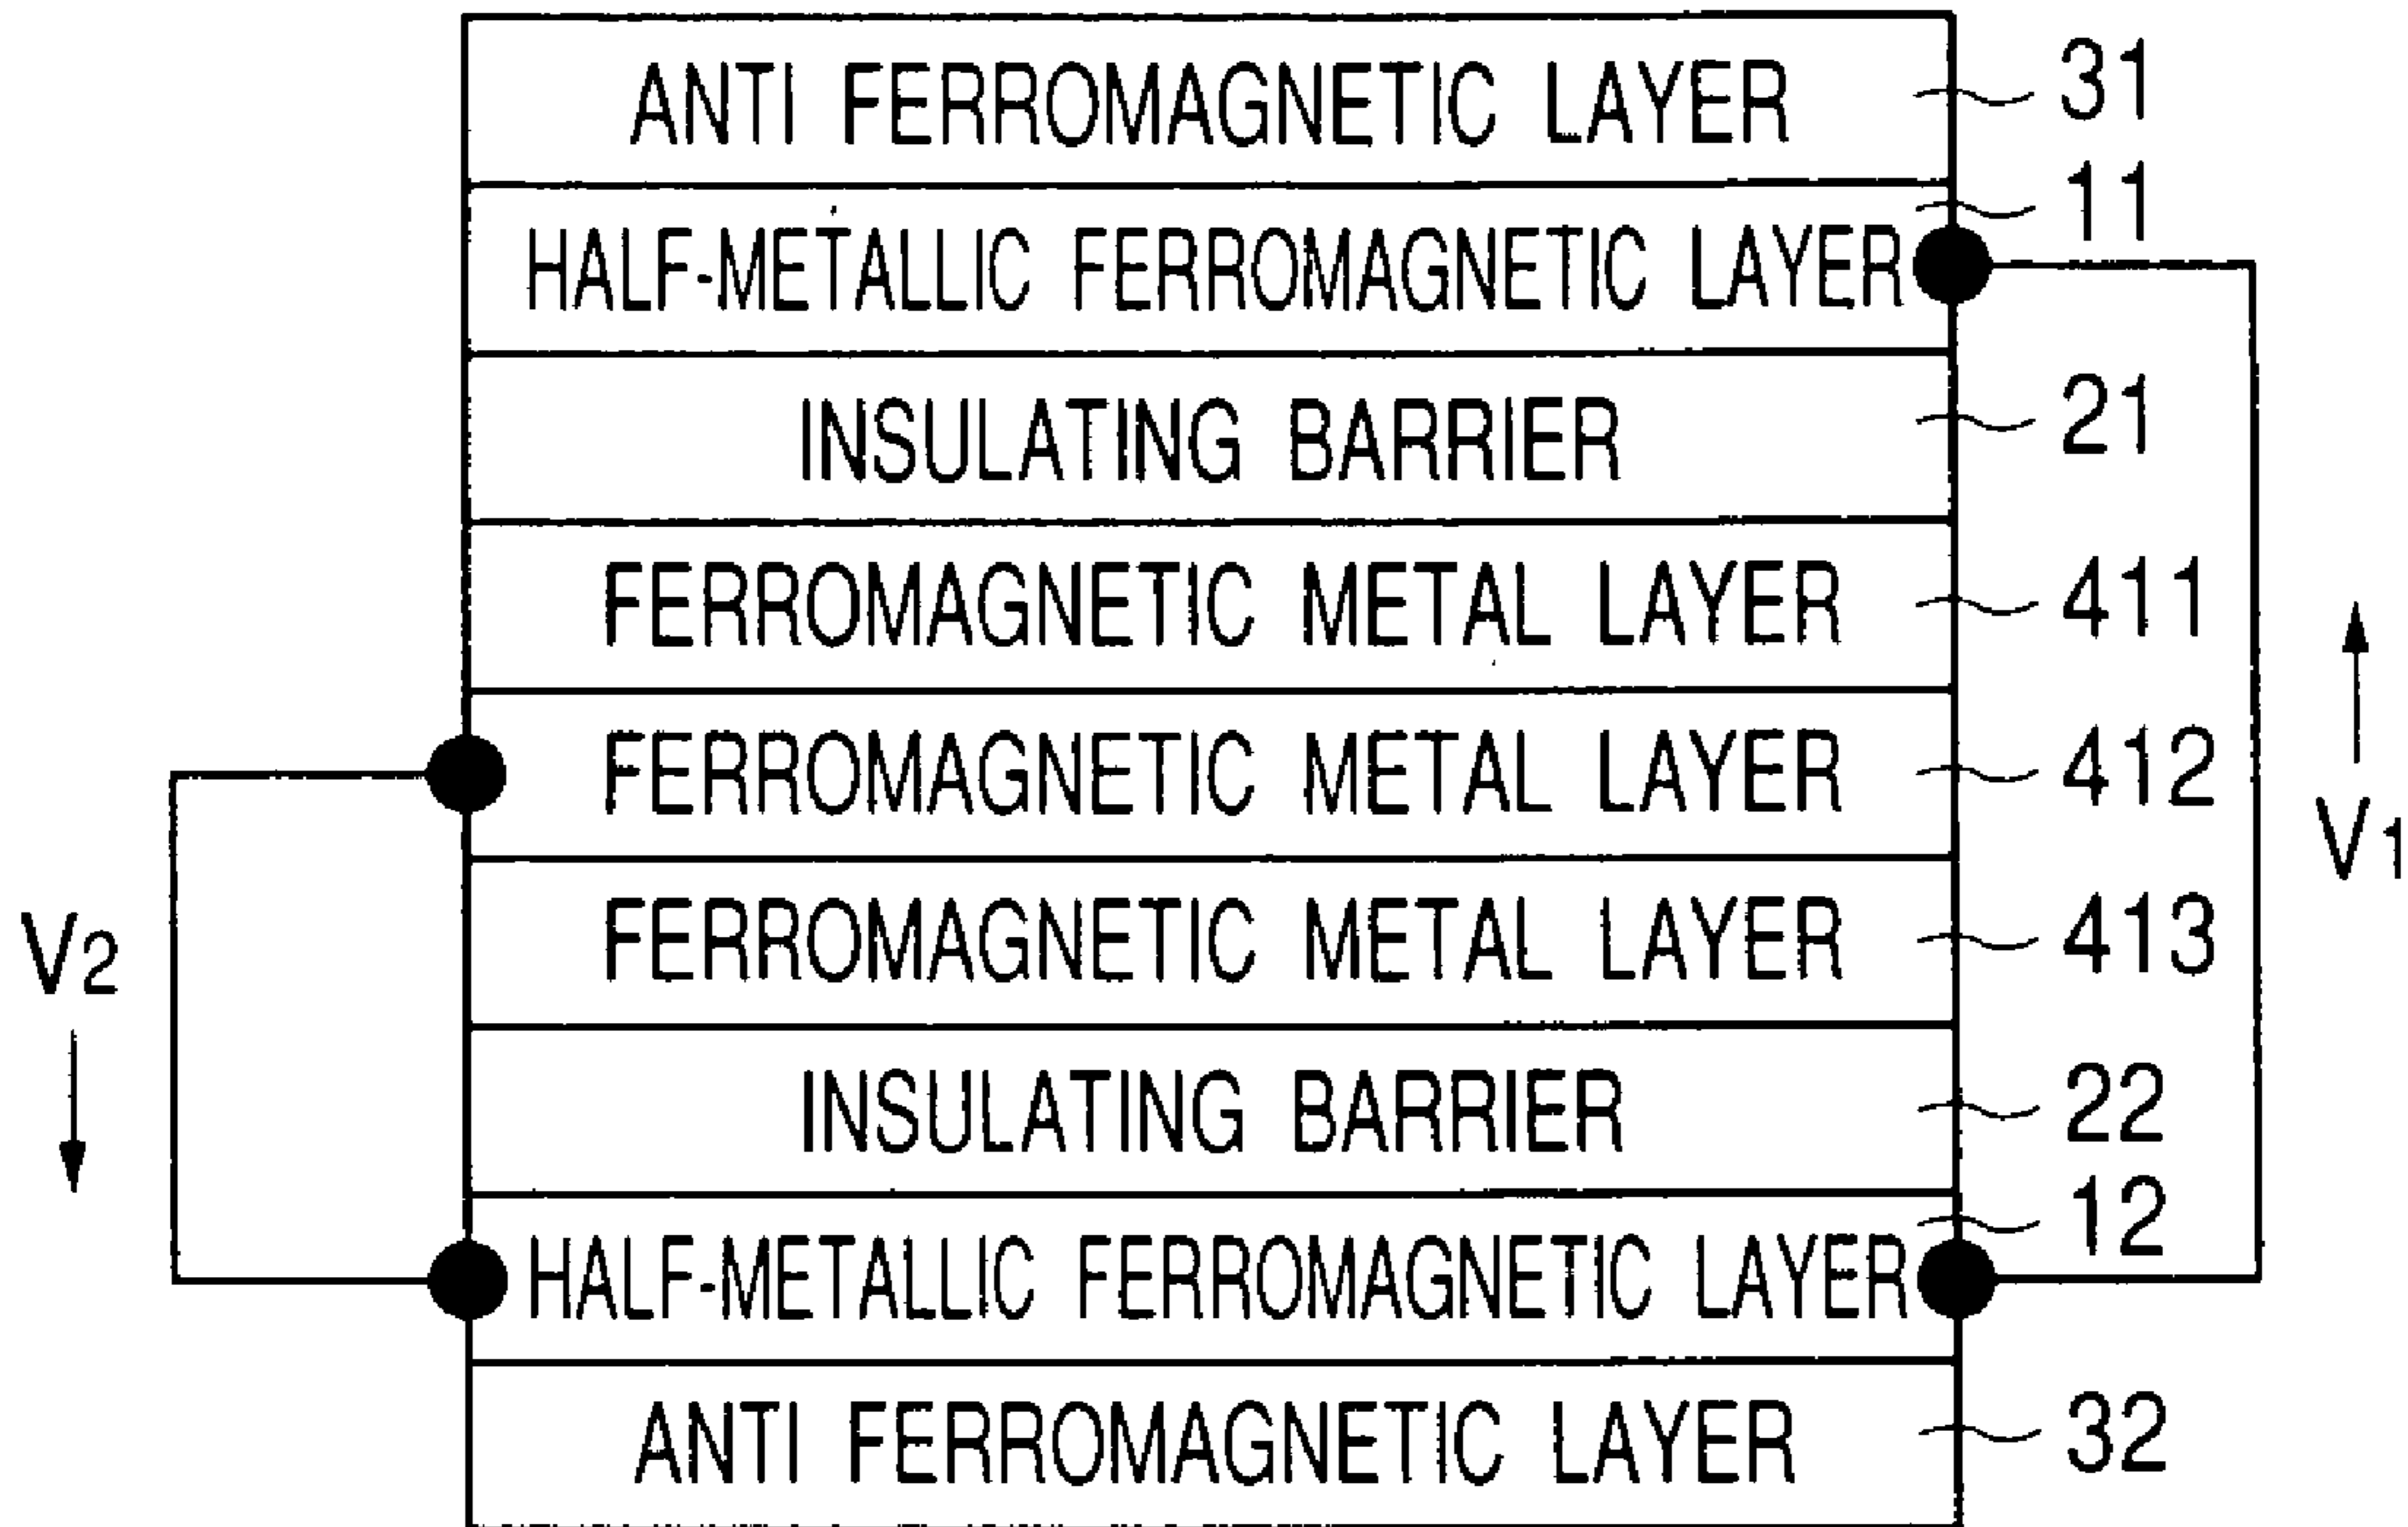 ANTI FERROMAGNETIC LAYER 31
HALF-METALLIC FERROMAGNETIC LAYER 11
INSULATING BARRIER 21
FERROMAGNETIC METAL LAYER 411
FERROMAGNETIC METAL LAYER 412
V1
FERROMAGNETIC METAL LAYER 413
V2
INSULATING BARRIER 22
HALF-METALLIC FERROMAGNETIC LAYER 12
ANTI FERROMAGNETIC LAYER 32